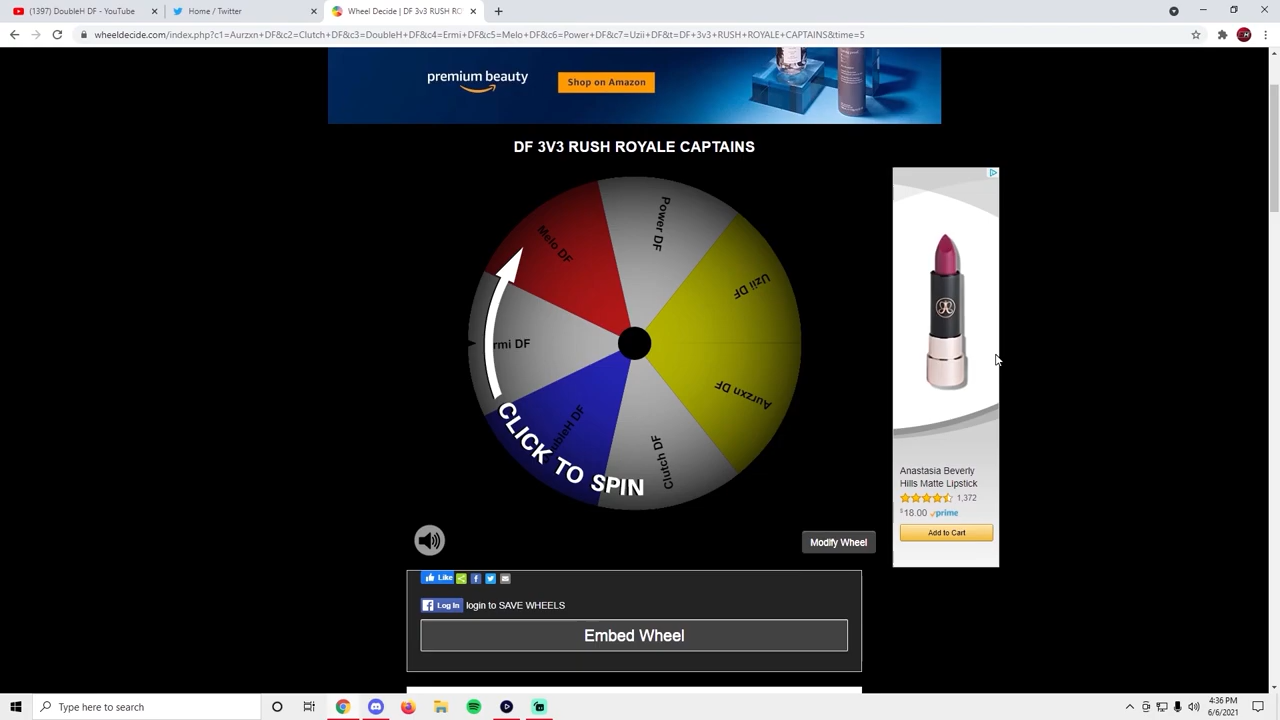 (1397) DoubleH DF - YouTube
Home / Twitter
Wheel Decide | DF 3v3 RUSH RO
wheeldecide.com/index.php?c1=Aurzxn+DF&c2=Clutch+DF&c3=DoubleH+DF&c4=Ermi+DF&c5=Melo+DF&c6=Power+DF&c7=Uzii+DF&t=DF+3v3+RUSH+ROYALE+CAPTAINS&time=5
premium beauty
Shop on Amazon
DF 3V3 RUSH ROYALE CAPTAINS
Power DF
Melo DF
Uzii DF
rmi DF
Aurzxn DF
ubleH DF
Clutch DF
CLICK TO SPIN
Anastasia Beverly
Hills Matte Lipstick
1,372
$18.00 prime
Add to Cart
Modify Wheel
Like
Log In login to SAVE WHEELS
Embed Wheel
Type here to search
4:36 PM
6/6/2021